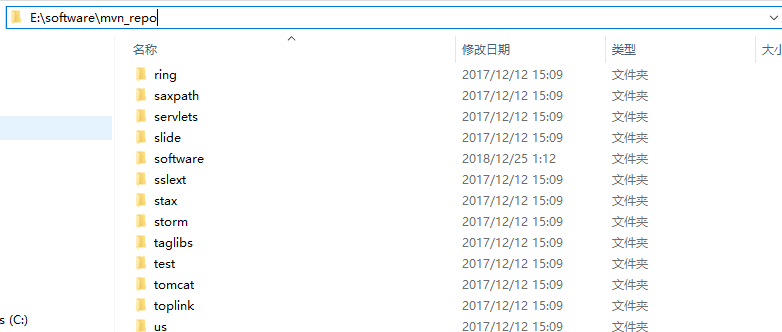 E:\software\mvn_repo
名称 修改日期 类型 大小
ring 2017/12/12 15:09 文件夹
saxpath 2017/12/12 15:09 文件夹
servlets 2017/12/12 15:09 文件夹
slide 2017/12/12 15:09 文件夹
software 2018/12/25 1:12 文件夹
sslext 2017/12/12 15:09 文件夹
stax 2017/12/12 15:09 文件夹
storm 2017/12/12 15:09 文件夹
taglibs 2017/12/12 15:09 文件夹
test 2017/12/12 15:09 文件夹
tomcat 2017/12/12 15:09 文件夹
toplink 2017/12/12 15:09 文件夹
s (C:)
us 2017/12/12 15:09 文件夹